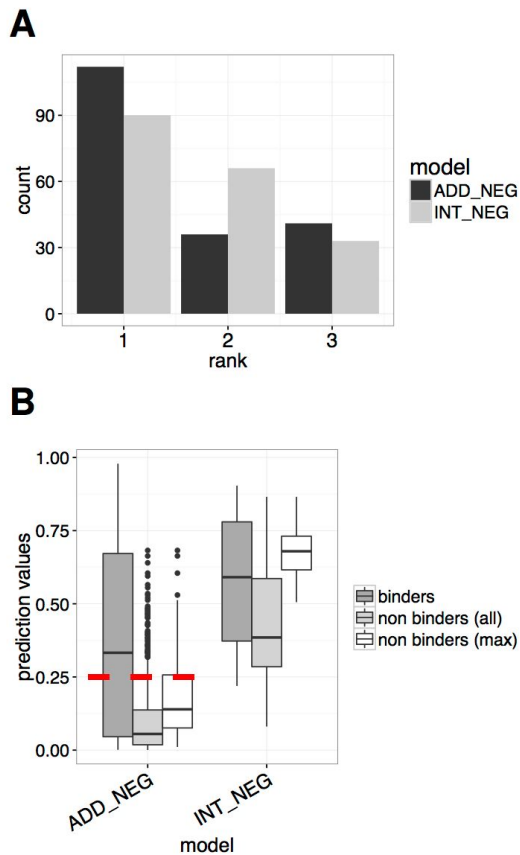 A
90
60
30
0
count
1 2 3
rank
model
ADD_NEG
INT_NEG
B
1.00
0.75
0.50
0.25
0.00
prediction values
ADD_NEG INT_NEG
model
binders
non binders (all)
non binders (max)